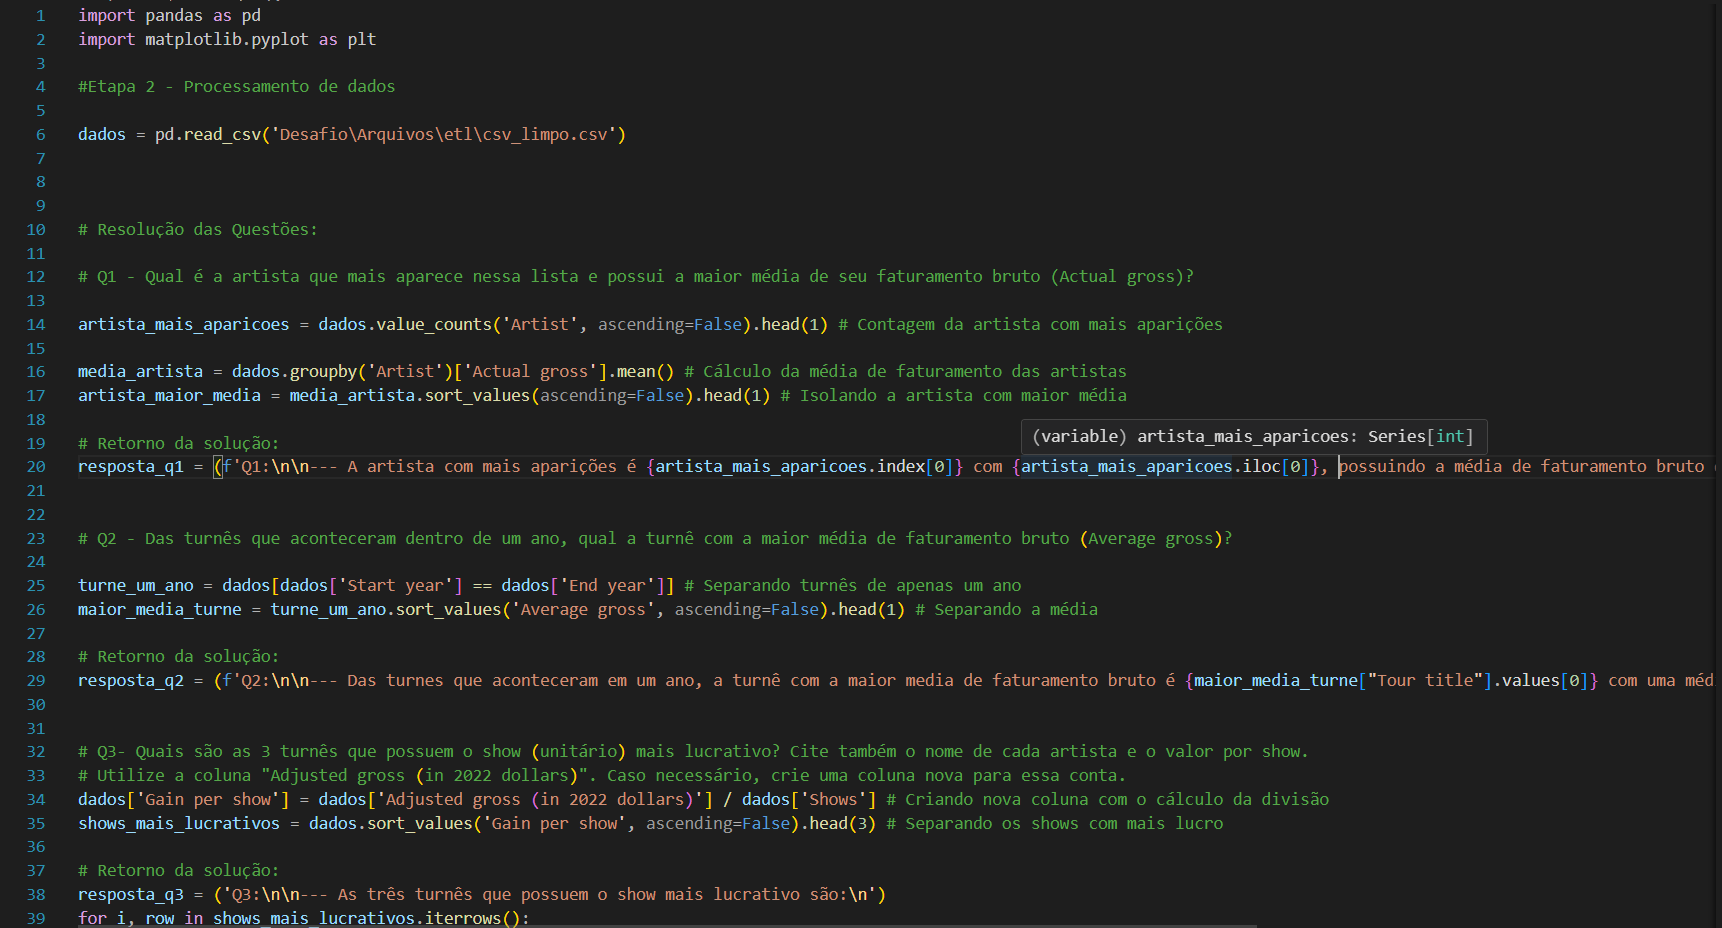 1 import pandas as pd
2 import matplotlib.pyplot as plt
3
4 #Etapa 2 - Processamento de dados
5
6 dados = pd.read_csv('Desafio\Arquivos\etl\csv_limpo.csv')
7
8
9
10 # Resolução das Questões:
11
12 # Q1 - Qual é a artista que mais aparece nessa lista e possui a maior média de seu faturamento bruto (Actual gross)?
13
14 artista_mais_aparicoes = dados.value_counts('Artist', ascending=False).head(1) # Contagem da artista com mais aparições
15
16 media_artista = dados.groupby('Artist')['Actual gross'].mean() # Cálculo da média de faturamento das artistas
17 artista_maior_media = media_artista.sort_values(ascending=False).head(1) # Isolando a artista com maior média
18
(variable) artista_mais_aparicoes: Series[int]
19 # Retorno da solução:
20 resposta_q1 = (f'Q1:\n\n--- A artista com mais aparições é {artista_mais_aparicoes.index[0]} com {artista_mais_aparicoes.iloc[0]}, possuindo a média de faturamento bruto
21
22
23 # Q2 - Das turnês que aconteceram dentro de um ano, qual a turnê com a maior média de faturamento bruto (Average gross)?
24
25 turne_um_ano = dados[dados['Start year'] == dados['End year']] # Separando turnês de apenas um ano
26 maior_media_turne = turne_um_ano.sort_values('Average gross', ascending=False).head(1) # Separando a média
27
28 # Retorno da solução:
29 resposta_q2 = (f'Q2:\n\n--- Das turnes que aconteceram em um ano, a turnê com a maior media de faturamento bruto é {maior_media_turne["Tour title"].values[0]} com uma méd
30
31
32 # Q3- Quais são as 3 turnês que possuem o show (unitário) mais lucrativo? Cite também o nome de cada artista e o valor por show.
33 # Utilize a coluna "Adjusted gross (in 2022 dollars)". Caso necessário, crie uma coluna nova para essa conta.
34 dados['Gain per show'] = dados['Adjusted gross (in 2022 dollars)'] / dados['Shows'] # Criando nova coluna com o cálculo da divisão
35 shows_mais_lucrativos = dados.sort_values('Gain per show', ascending=False).head(3) # Separando os shows com mais lucro
36
37 # Retorno da solução:
38 resposta_q3 = ('Q3:\n\n--- As três turnês que possuem o show mais lucrativo são:\n')
39 for i, row in shows_mais_lucrativos.iterrows():